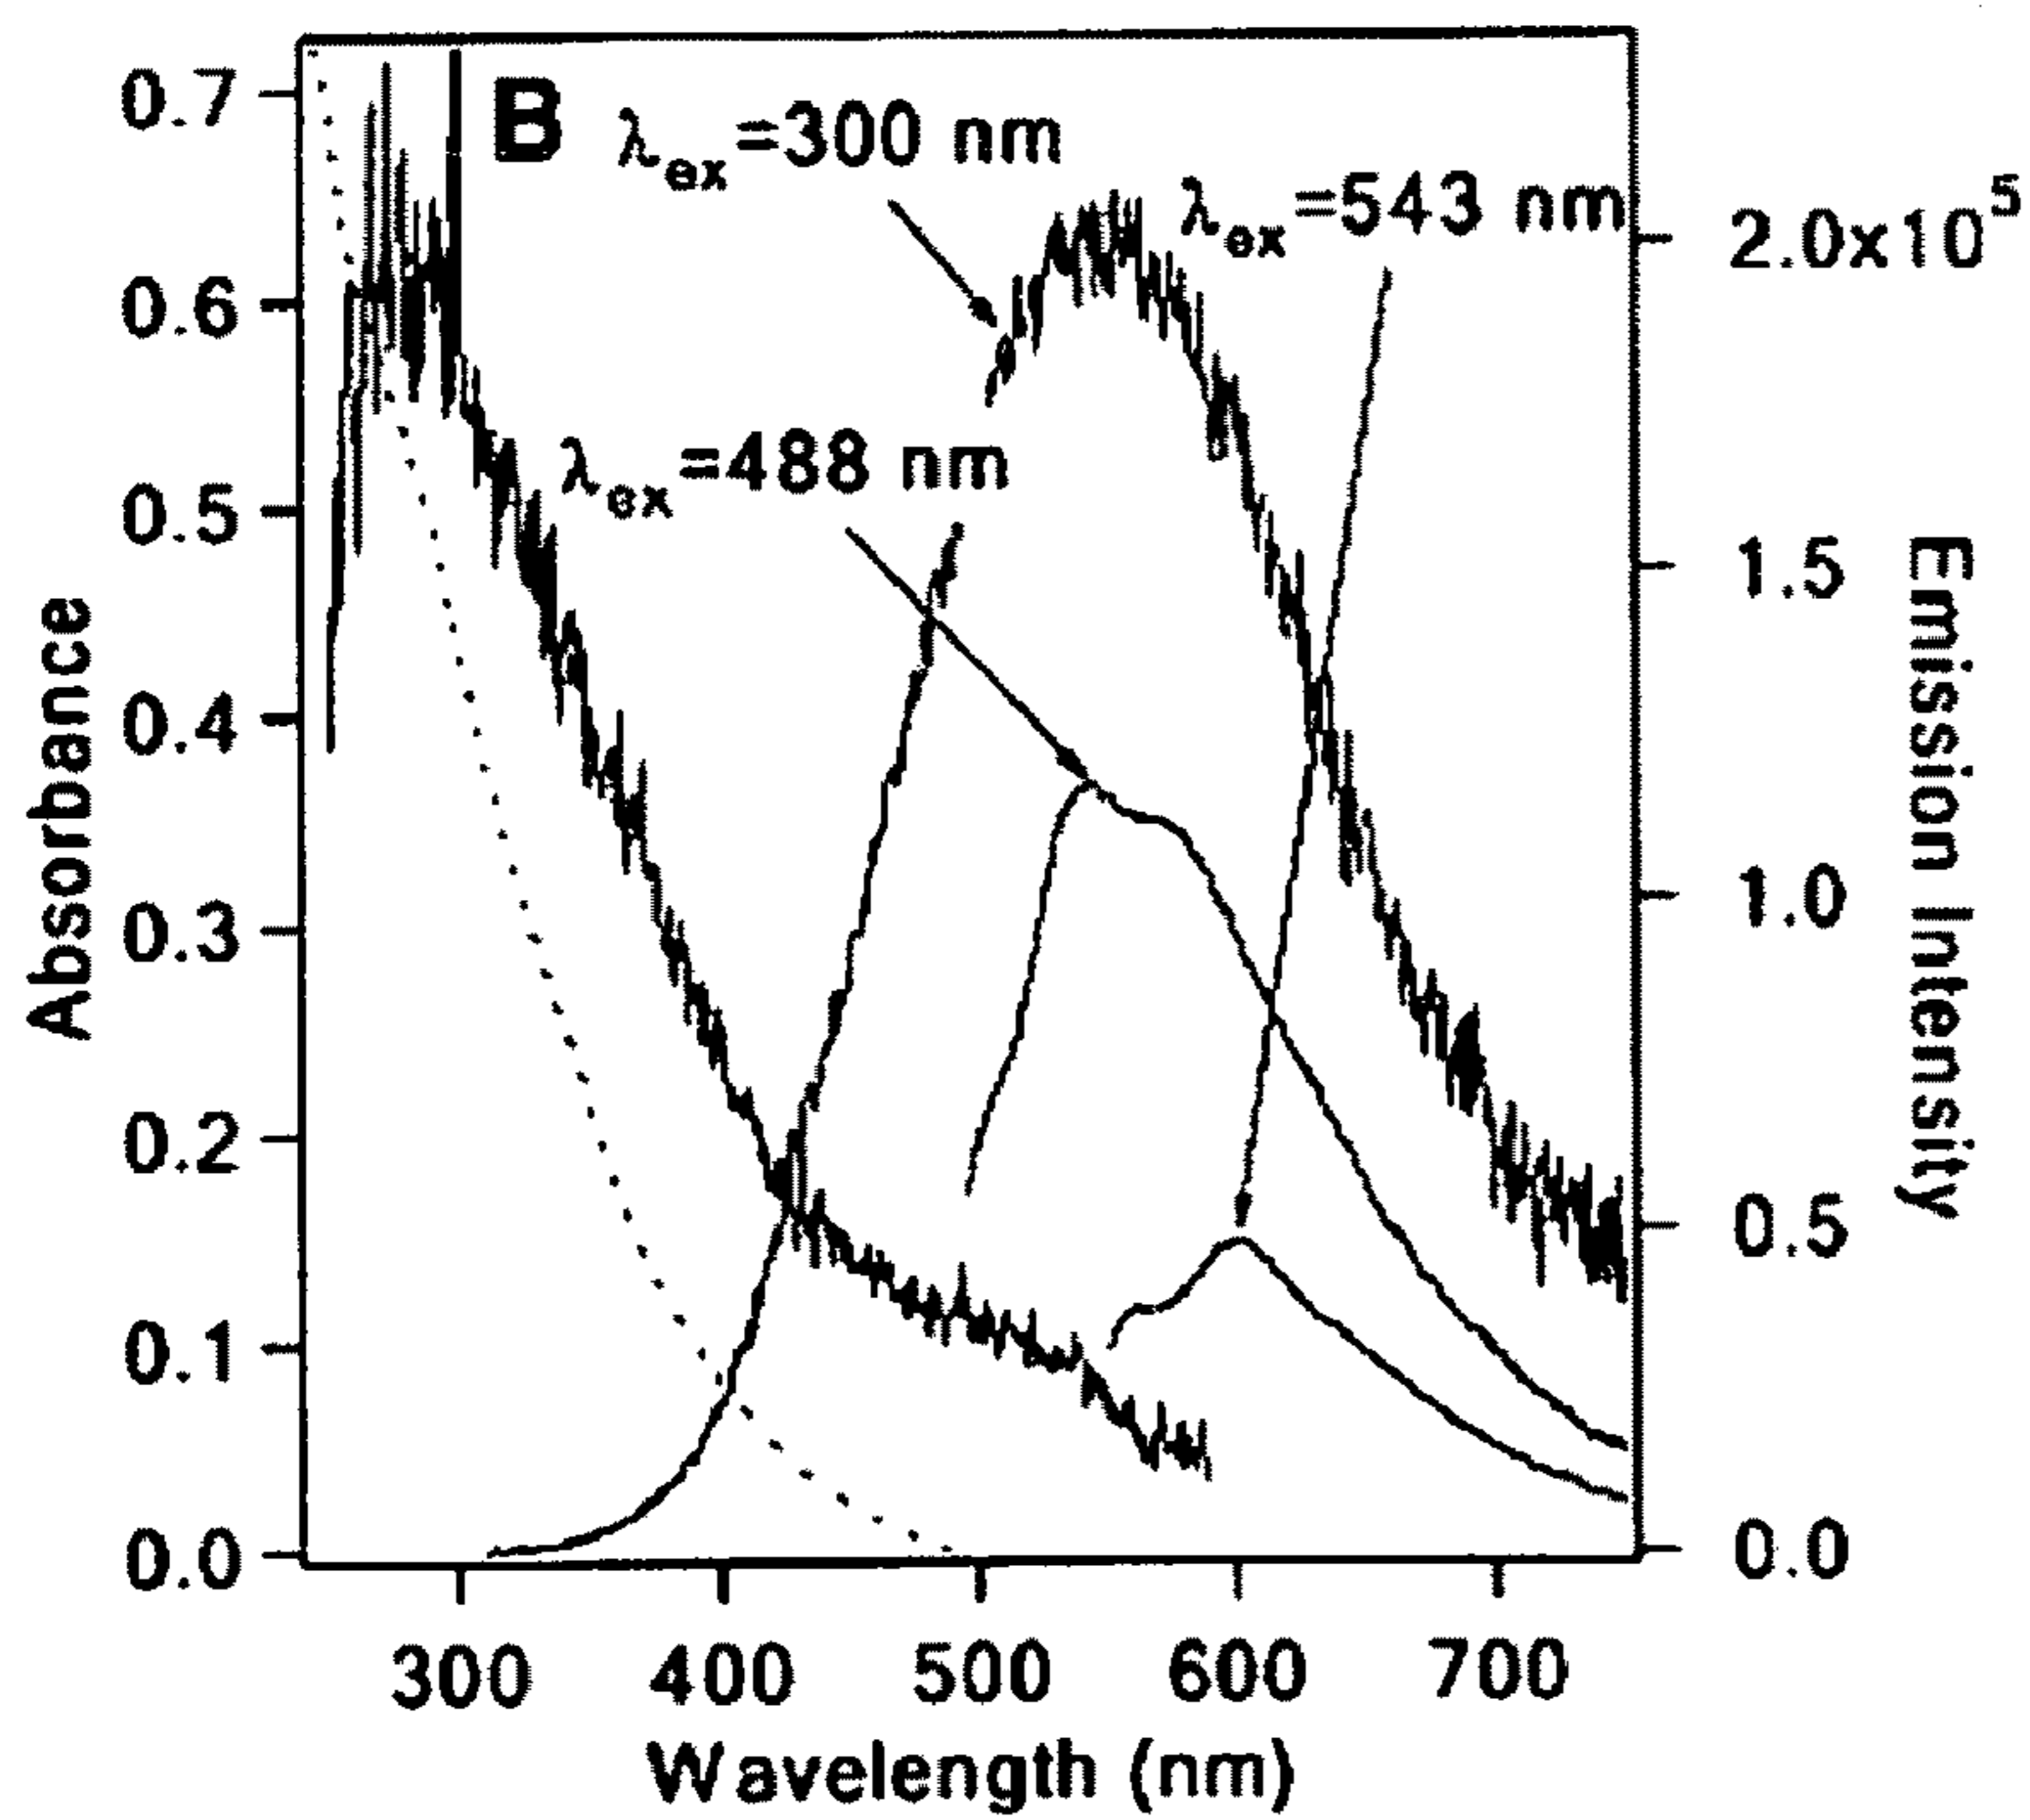 B
λex=300 nm
λex=543 nm
λex=488 nm
0.7
0.6
0.5
0.4
0.3
0.2
0.1
0.0
Absorbance
2.0x10^5
1.5
1.0
0.5
0.0
Emission Intensity
300 400 500 600 700
Wavelength (nm)